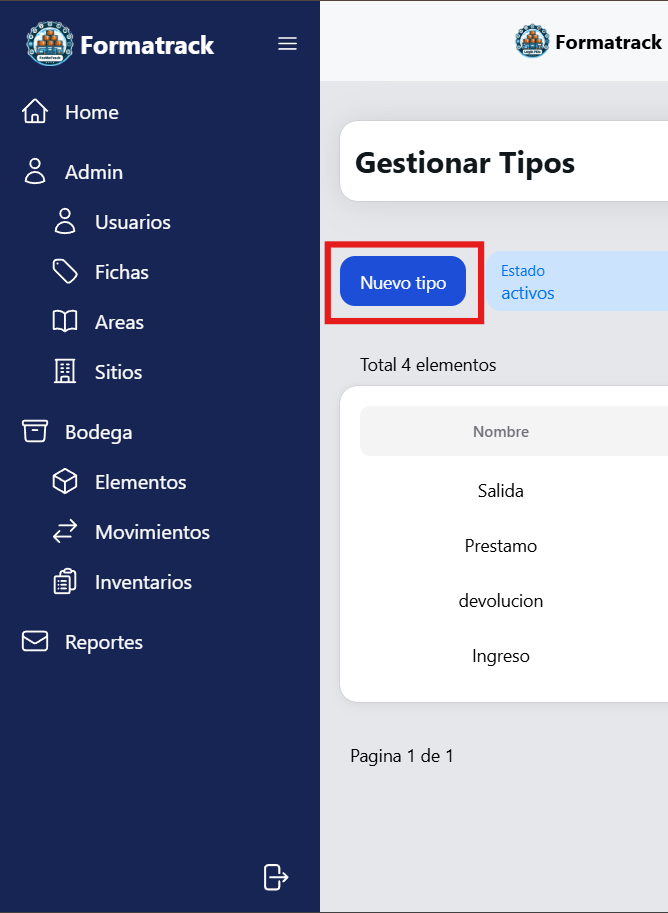 Formatrack
Home
Admin
Usuarios
Fichas
Areas
Sitios
Bodega
Elementos
Movimientos
Inventarios
Reportes
Formatrack
Gestionar Tipos
Nuevo tipo
Estado
activos
Total 4 elementos
Nombre
Salida
Prestamo
devolucion
Ingreso
Pagina 1 de 1